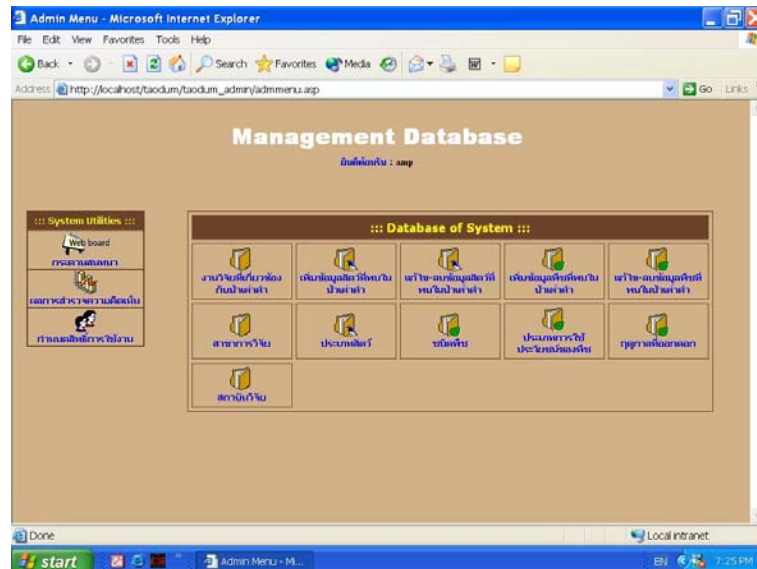 Admin Menu - Microsoft Internet Explorer
File Edit View Favorites Tools Help
Back Search Favorites Media
Address http://localhost/taodum/taodum_admin/admmenu.asp Go Links
Management Database
ยินดีต้อนรับ : amp
::: System Utilities :::
Web board
กระดานสนทนา
ผลการสำรวจความคิดเห็น
กำหนดสิทธิ์การใช้งาน
::: Database of System :::
งานวิจัยที่เกี่ยวข้อง
กับป่าเต่าดำ
เพิ่มข้อมูลสัตว์ที่พบใน
ป่าเต่าดำ
แก้ไข-ลบข้อมูลสัตว์ที่
พบในป่าเต่าดำ
เพิ่มข้อมูลพืชที่พบใน
ป่าเต่าดำ
แก้ไข-ลบข้อมูลพืชที่
พบในป่าเต่าดำ
สาขาการวิจัย
ประเภทสัตว์
ชนิดพืช
ประเภทการใช้
ประโยชน์ของพืช
ฤดูกาลที่ออกดอก
สถาบันวิจัย
Done Local intranet
start Admin Menu - Mi... EN 7:25 PM